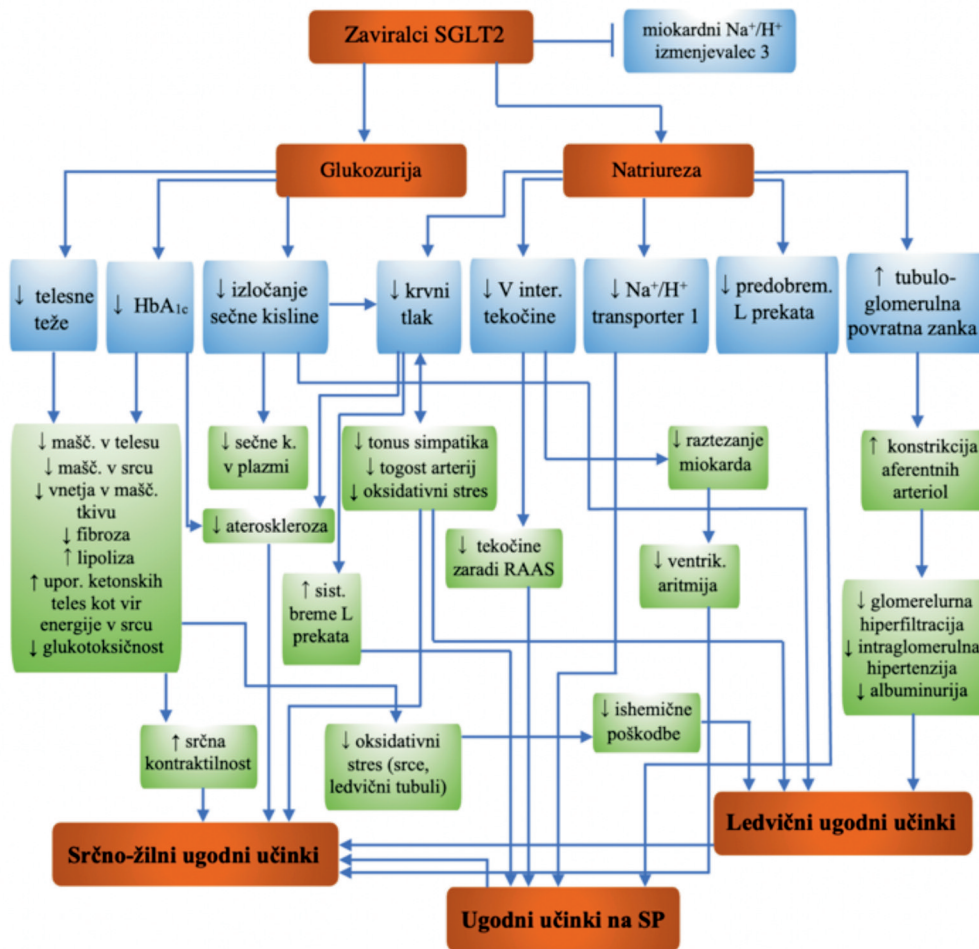 Zaviralci SGLT2
miokardni Na⁺/H⁺
izmenjevalec 3
Glukozurija
Natriureza
↓ telesne
teže
↓ HbA₁c
↓ izločanje
sečne kisline
↓ krvni
tlak
↓ V inter.
tekočine
↓ Na⁺/H⁺
transporter 1
↓ predobrem.
L prekata
↑ tubulo-
glomerulna
povratna zanka
↓ mašč. v telesu
↓ mašč. v srcu
↓ vnetja v mašč.
tkivu
↓ fibroza
↑ lipoliza
↑ upor. ketonskih
teles kot vir
energije v srcu
↓ glukotoksičnost
↓ sečne k.
v plazmi
↓ tonus simpatika
↓ togost arterij
↓ oksidativni stres
↓ raztezanje
miokarda
↑ konstrikcija
aferentnih
arteriol
↓ ateroskleroza
↓ tekočine
zaradi RAAS
↓ ventrik.
aritmija
↑ sist.
breme L
prekata
↓ glomerelurna
hiperfiltracija
↓ intraglomerulna
hipertenzija
↓ albuminurija
↑ srčna
kontraktilnost
↓ oksidativni
stres (srce,
ledvični tubuli)
↓ ishemične
poškodbe
Ledvični ugodni učinki
Srčno-žilni ugodni učinki
Ugodni učinki na SP